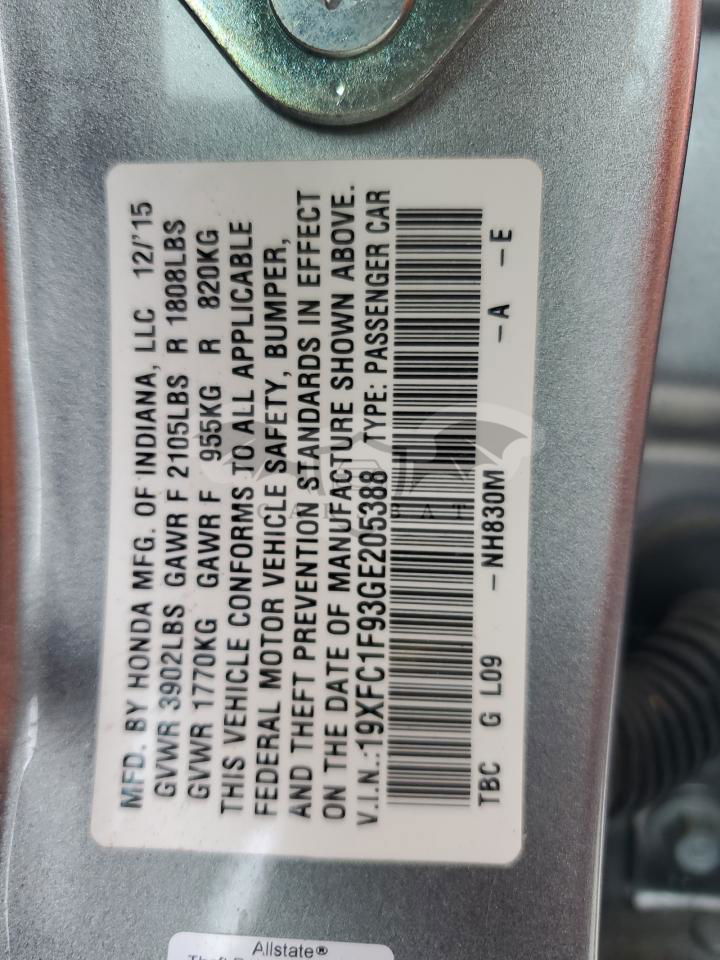 MFD. BY HONDA MFG. OF INDIANA, LLC 12/'15
GVWR 3902LBS GAWR F 2105LBS R 1808LBS
GVWR 1770KG GAWR F 955KG R 820KG
THIS VEHICLE CONFORMS TO ALL APPLICABLE
FEDERAL MOTOR VEHICLE SAFETY, BUMPER,
AND THEFT PREVENTION STANDARDS IN EFFECT
ON THE DATE OF MANUFACTURE SHOWN ABOVE.
V.I.N.:19XFC1F93GE205388 TYPE: PASSENGER CAR
TBC G L09 -NH830M -A -E
Allstate®